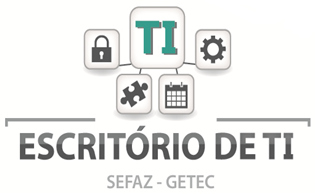 TI
ESCRITÓRIO DE TI
SEFAZ - GETEC